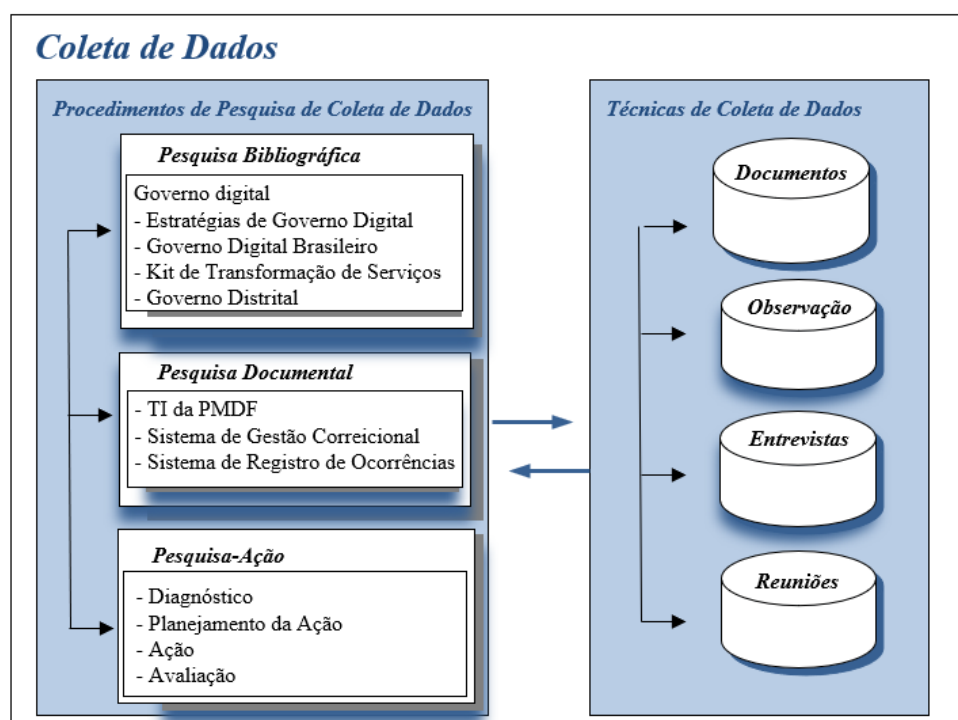 Coleta de Dados
Procedimentos de Pesquisa de Coleta de Dados
Pesquisa Bibliográfica
Governo digital
- Estratégias de Governo Digital
- Governo Digital Brasileiro
- Kit de Transformação de Serviços
- Governo Distrital
Pesquisa Documental
- TI da PMDF
- Sistema de Gestão Correicional
- Sistema de Registro de Ocorrências
Pesquisa-Ação
- Diagnóstico
- Planejamento da Ação
- Ação
- Avaliação
Técnicas de Coleta de Dados
Documentos
Observação
Entrevistas
Reuniões